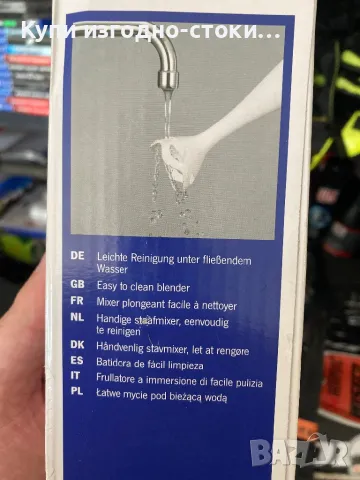 Купи изгодно-стоки...
DE Leichte Reinigung unter fließendem
Wasser
GB Easy to clean blender
FR Mixer plongeant facile à nettoyer
NL Handige staafmixer, eenvoudig
te reinigen
DK Håndvenlig stavmixer, let at rengøre
ES Batidora de fácil limpieza
IT Frullatore a immersione di facile pulizia
PL Łatwe mycie pod bieżącą wodą
BAZAR